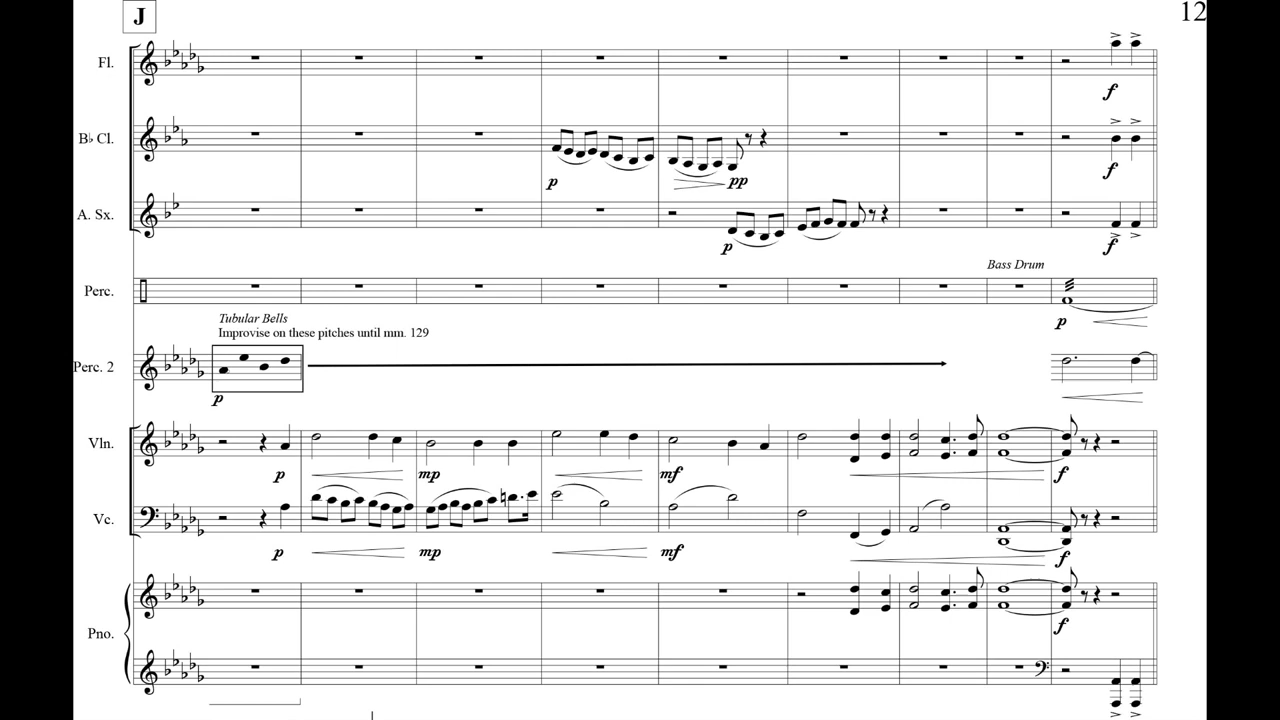 J
12
Fl.
f
B♭ Cl.
p
pp
f
A. Sx.
p
f
Bass Drum
Perc.
p
Tubular Bells
Improvise on these pitches until mm. 129
Perc. 2
p
Vln.
p
mp
mf
f
Vc.
p
mp
mf
f
Pno.
f